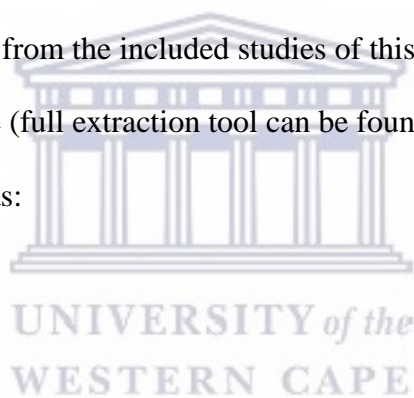 from the included studies of this
(full extraction tool can be foun
s:
UNIVERSITY of the
WESTERN CAPE